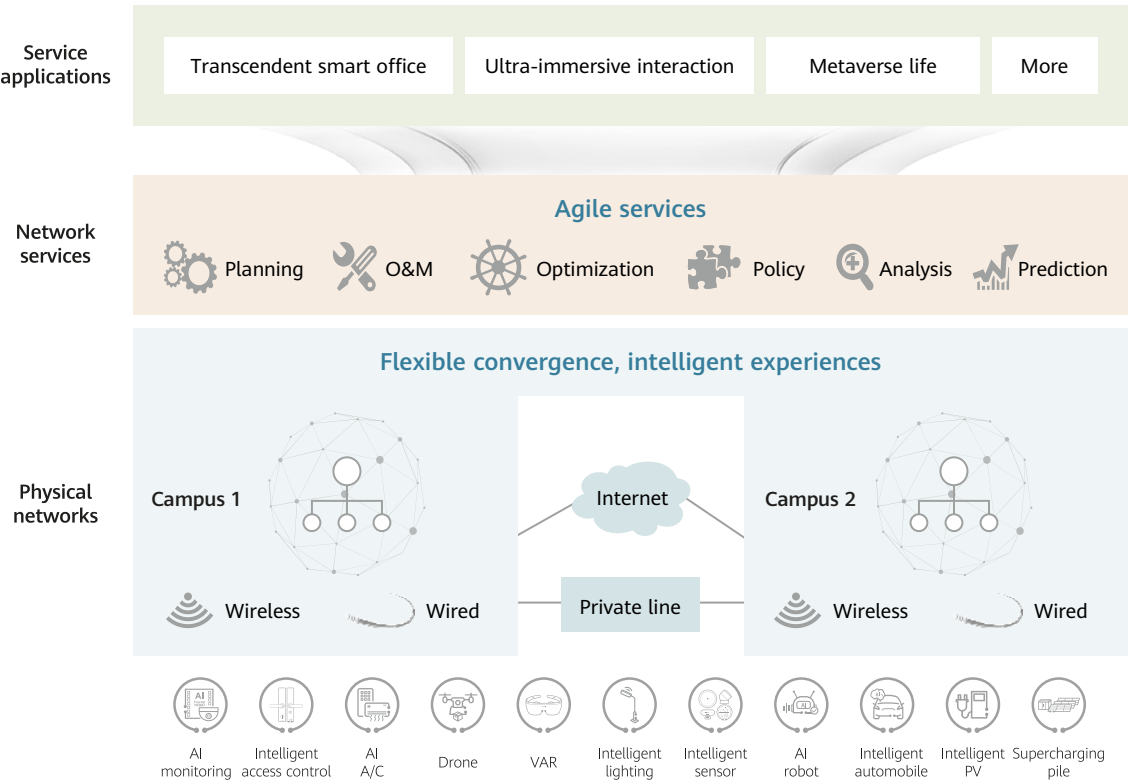 Service
applications
Transcendent smart office
Ultra-immersive interaction
Metaverse life
More
Network
services
Agile services
Planning
O&M
Optimization
Policy
Analysis
Prediction
Physical
networks
Flexible convergence, intelligent experiences
Campus 1
Wireless
Wired
Internet
Private line
Campus 2
Wireless
Wired
AI
AI
monitoring
Intelligent
access control
AI
A/C
Drone
VAR
Intelligent
lighting
Intelligent
sensor
AI
AI
robot
AI
Intelligent
automobile
Intelligent
PV
Supercharging
pile